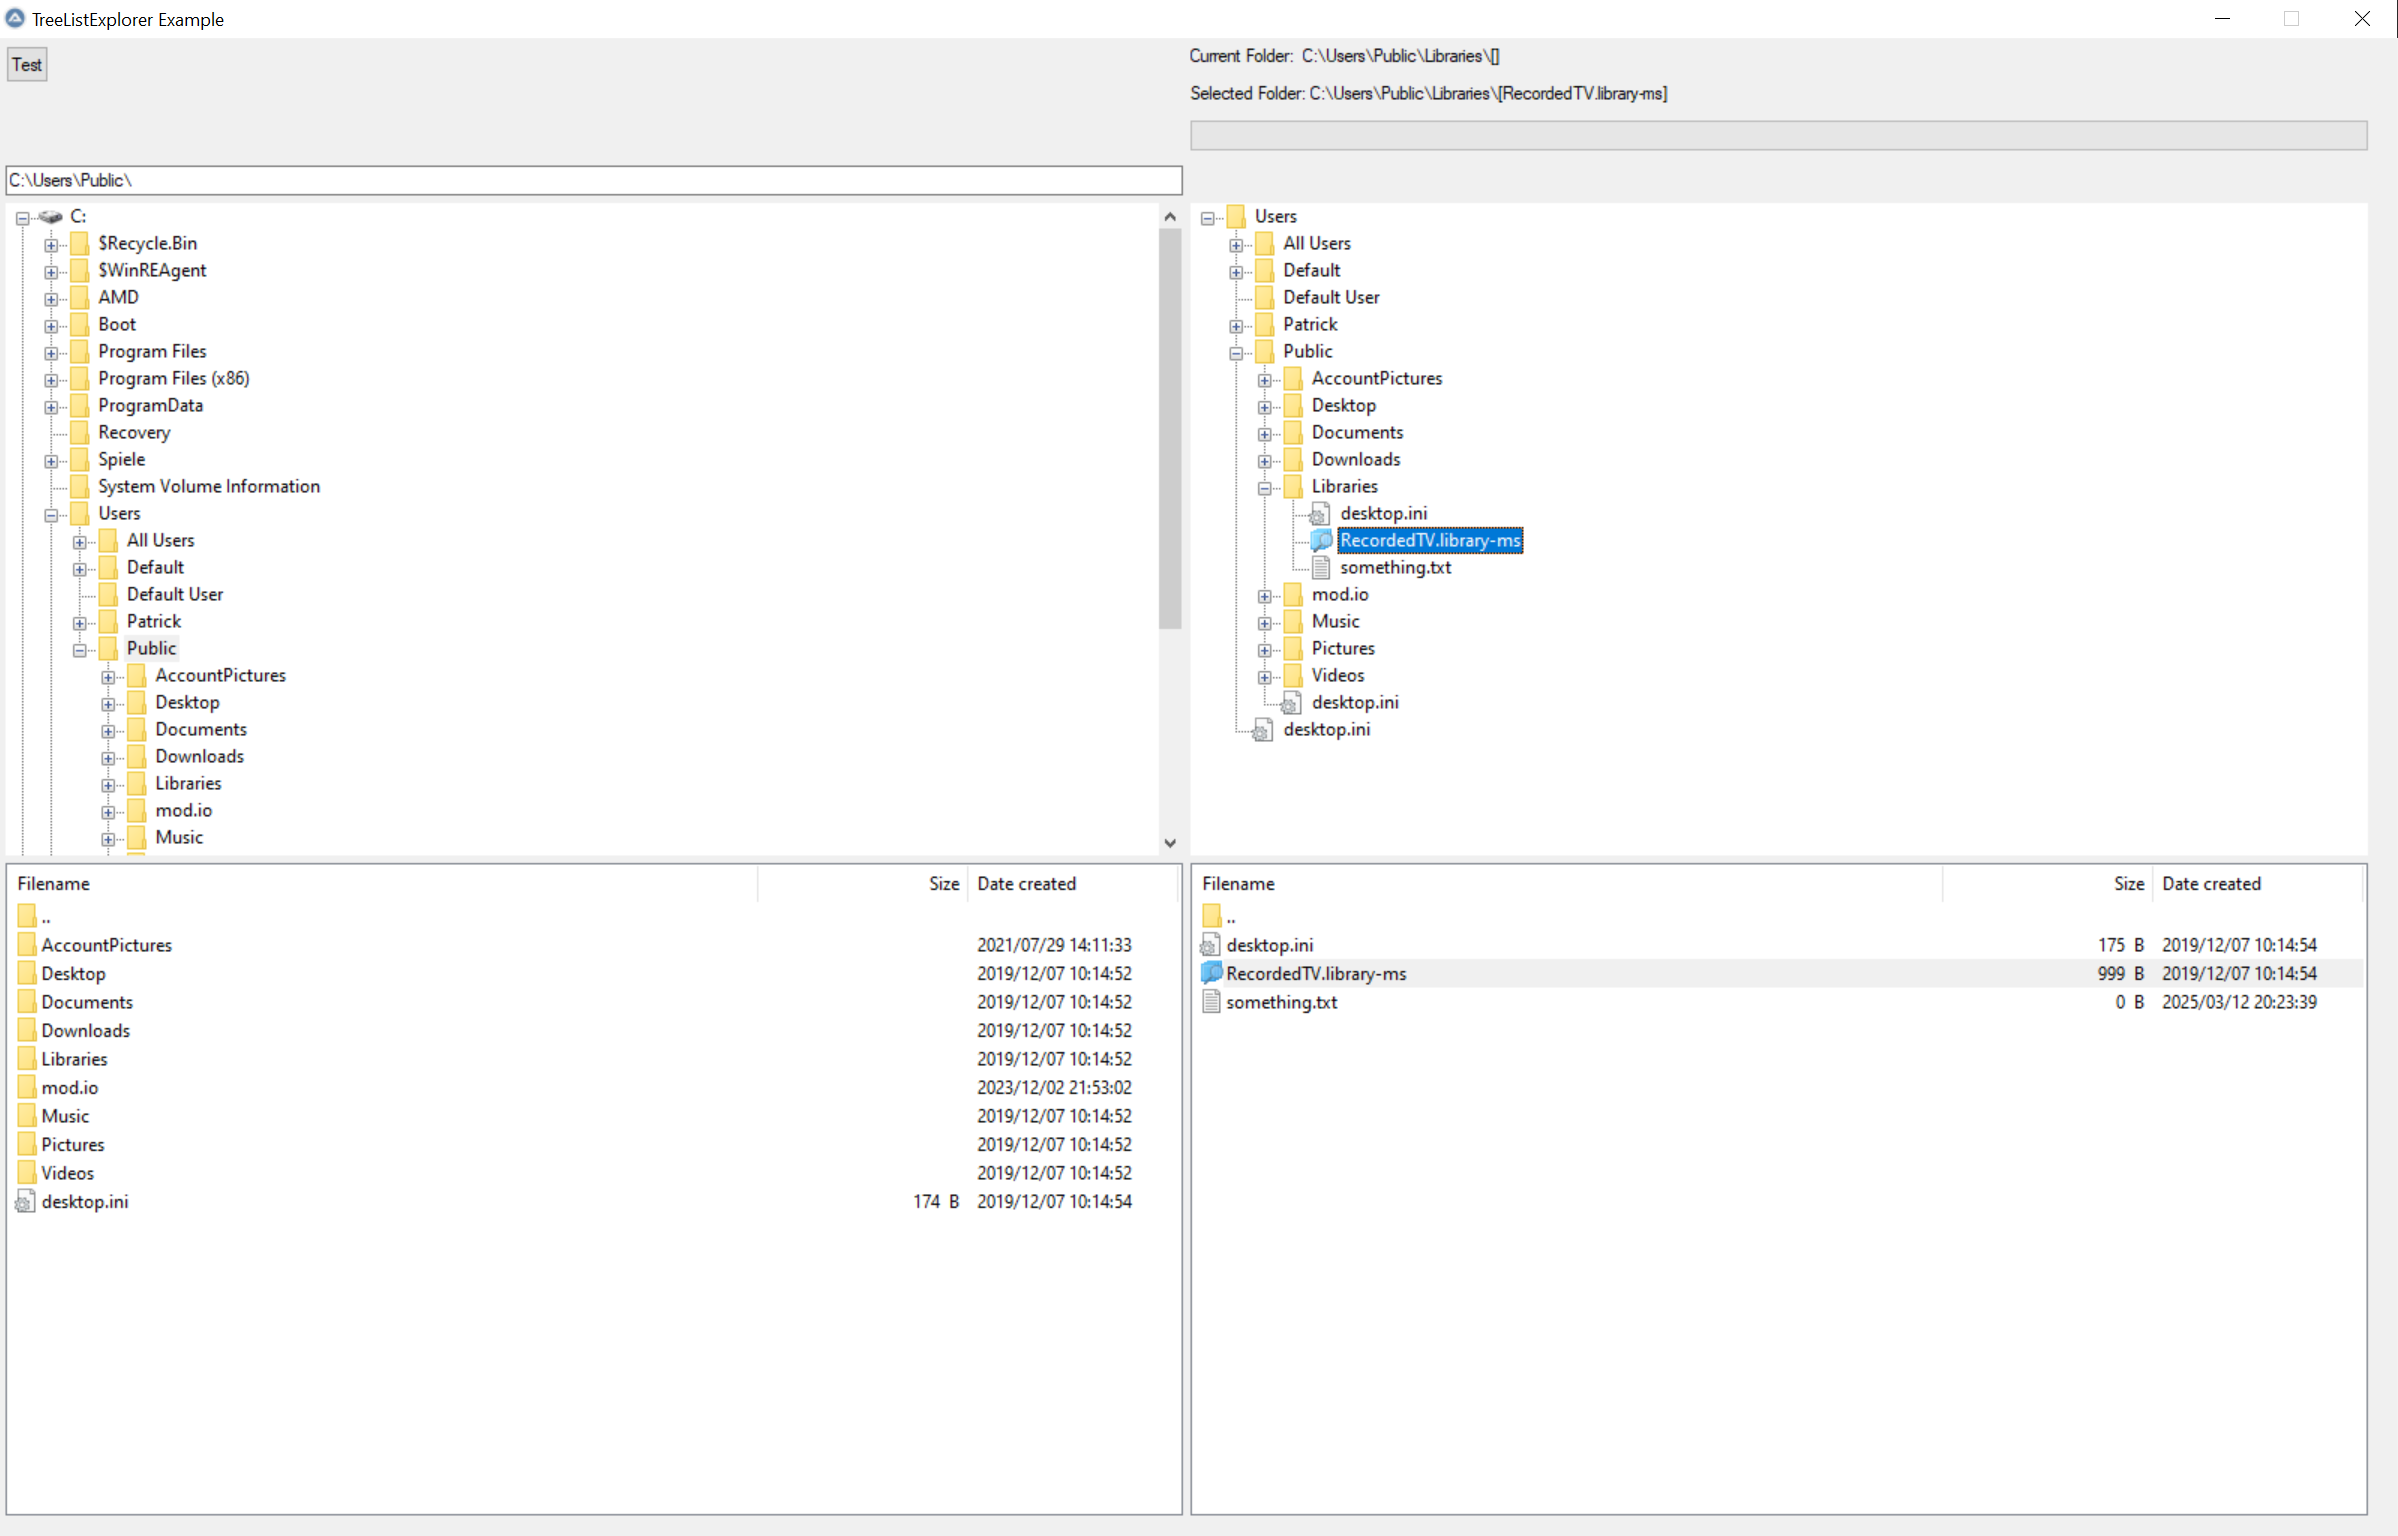 TreeListExplorer Example
Test
Current Folder: C:\Users\Public\Libraries\[]
Selected Folder: C:\Users\Public\Libraries\[RecordedTV.library-ms]
C:\Users\Public\
C:
$Recycle.Bin
$WinREAgent
AMD
Boot
Program Files
Program Files (x86)
ProgramData
Recovery
Spiele
System Volume Information
Users
All Users
Default
Default User
Patrick
Public
AccountPictures
Desktop
Documents
Downloads
Libraries
mod.io
Music
Users
All Users
Default
Default User
Patrick
Public
AccountPictures
Desktop
Documents
Downloads
Libraries
desktop.ini
RecordedTV.library-ms
something.txt
mod.io
Music
Pictures
Videos
desktop.ini
desktop.ini
Filename Size Date created
..
AccountPictures 2021/07/29 14:11:33
Desktop 2019/12/07 10:14:52
Documents 2019/12/07 10:14:52
Downloads 2019/12/07 10:14:52
Libraries 2019/12/07 10:14:52
mod.io 2023/12/02 21:53:02
Music 2019/12/07 10:14:52
Pictures 2019/12/07 10:14:52
Videos 2019/12/07 10:14:52
desktop.ini 174 B 2019/12/07 10:14:54
Filename Size Date created
..
desktop.ini 175 B 2019/12/07 10:14:54
RecordedTV.library-ms 999 B 2019/12/07 10:14:54
something.txt 0 B 2025/03/12 20:23:39